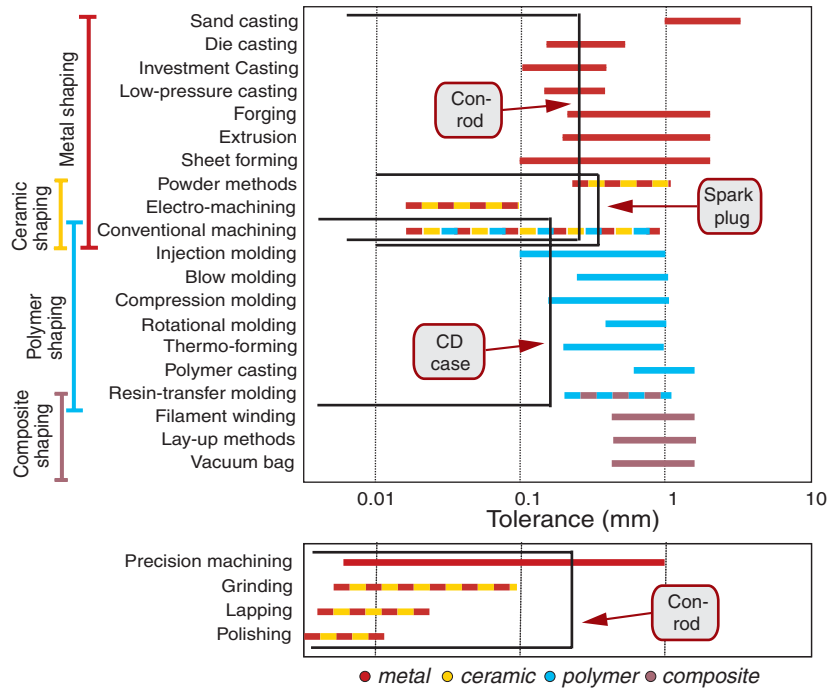 Metal shaping
Ceramic
shaping
Polymer
shaping
Composite
shaping
Sand casting
Die casting
Investment Casting
Low-pressure casting
Forging
Extrusion
Sheet forming
Powder methods
Electro-machining
Conventional machining
Injection molding
Blow molding
Compression molding
Rotational molding
Thermo-forming
Polymer casting
Resin-transfer molding
Filament winding
Lay-up methods
Vacuum bag
Con-
rod
Spark
plug
CD
case
0.01
0.1
1
10
Tolerance (mm)
Precision machining
Grinding
Lapping
Polishing
Con-
rod
metal
ceramic
polymer
composite